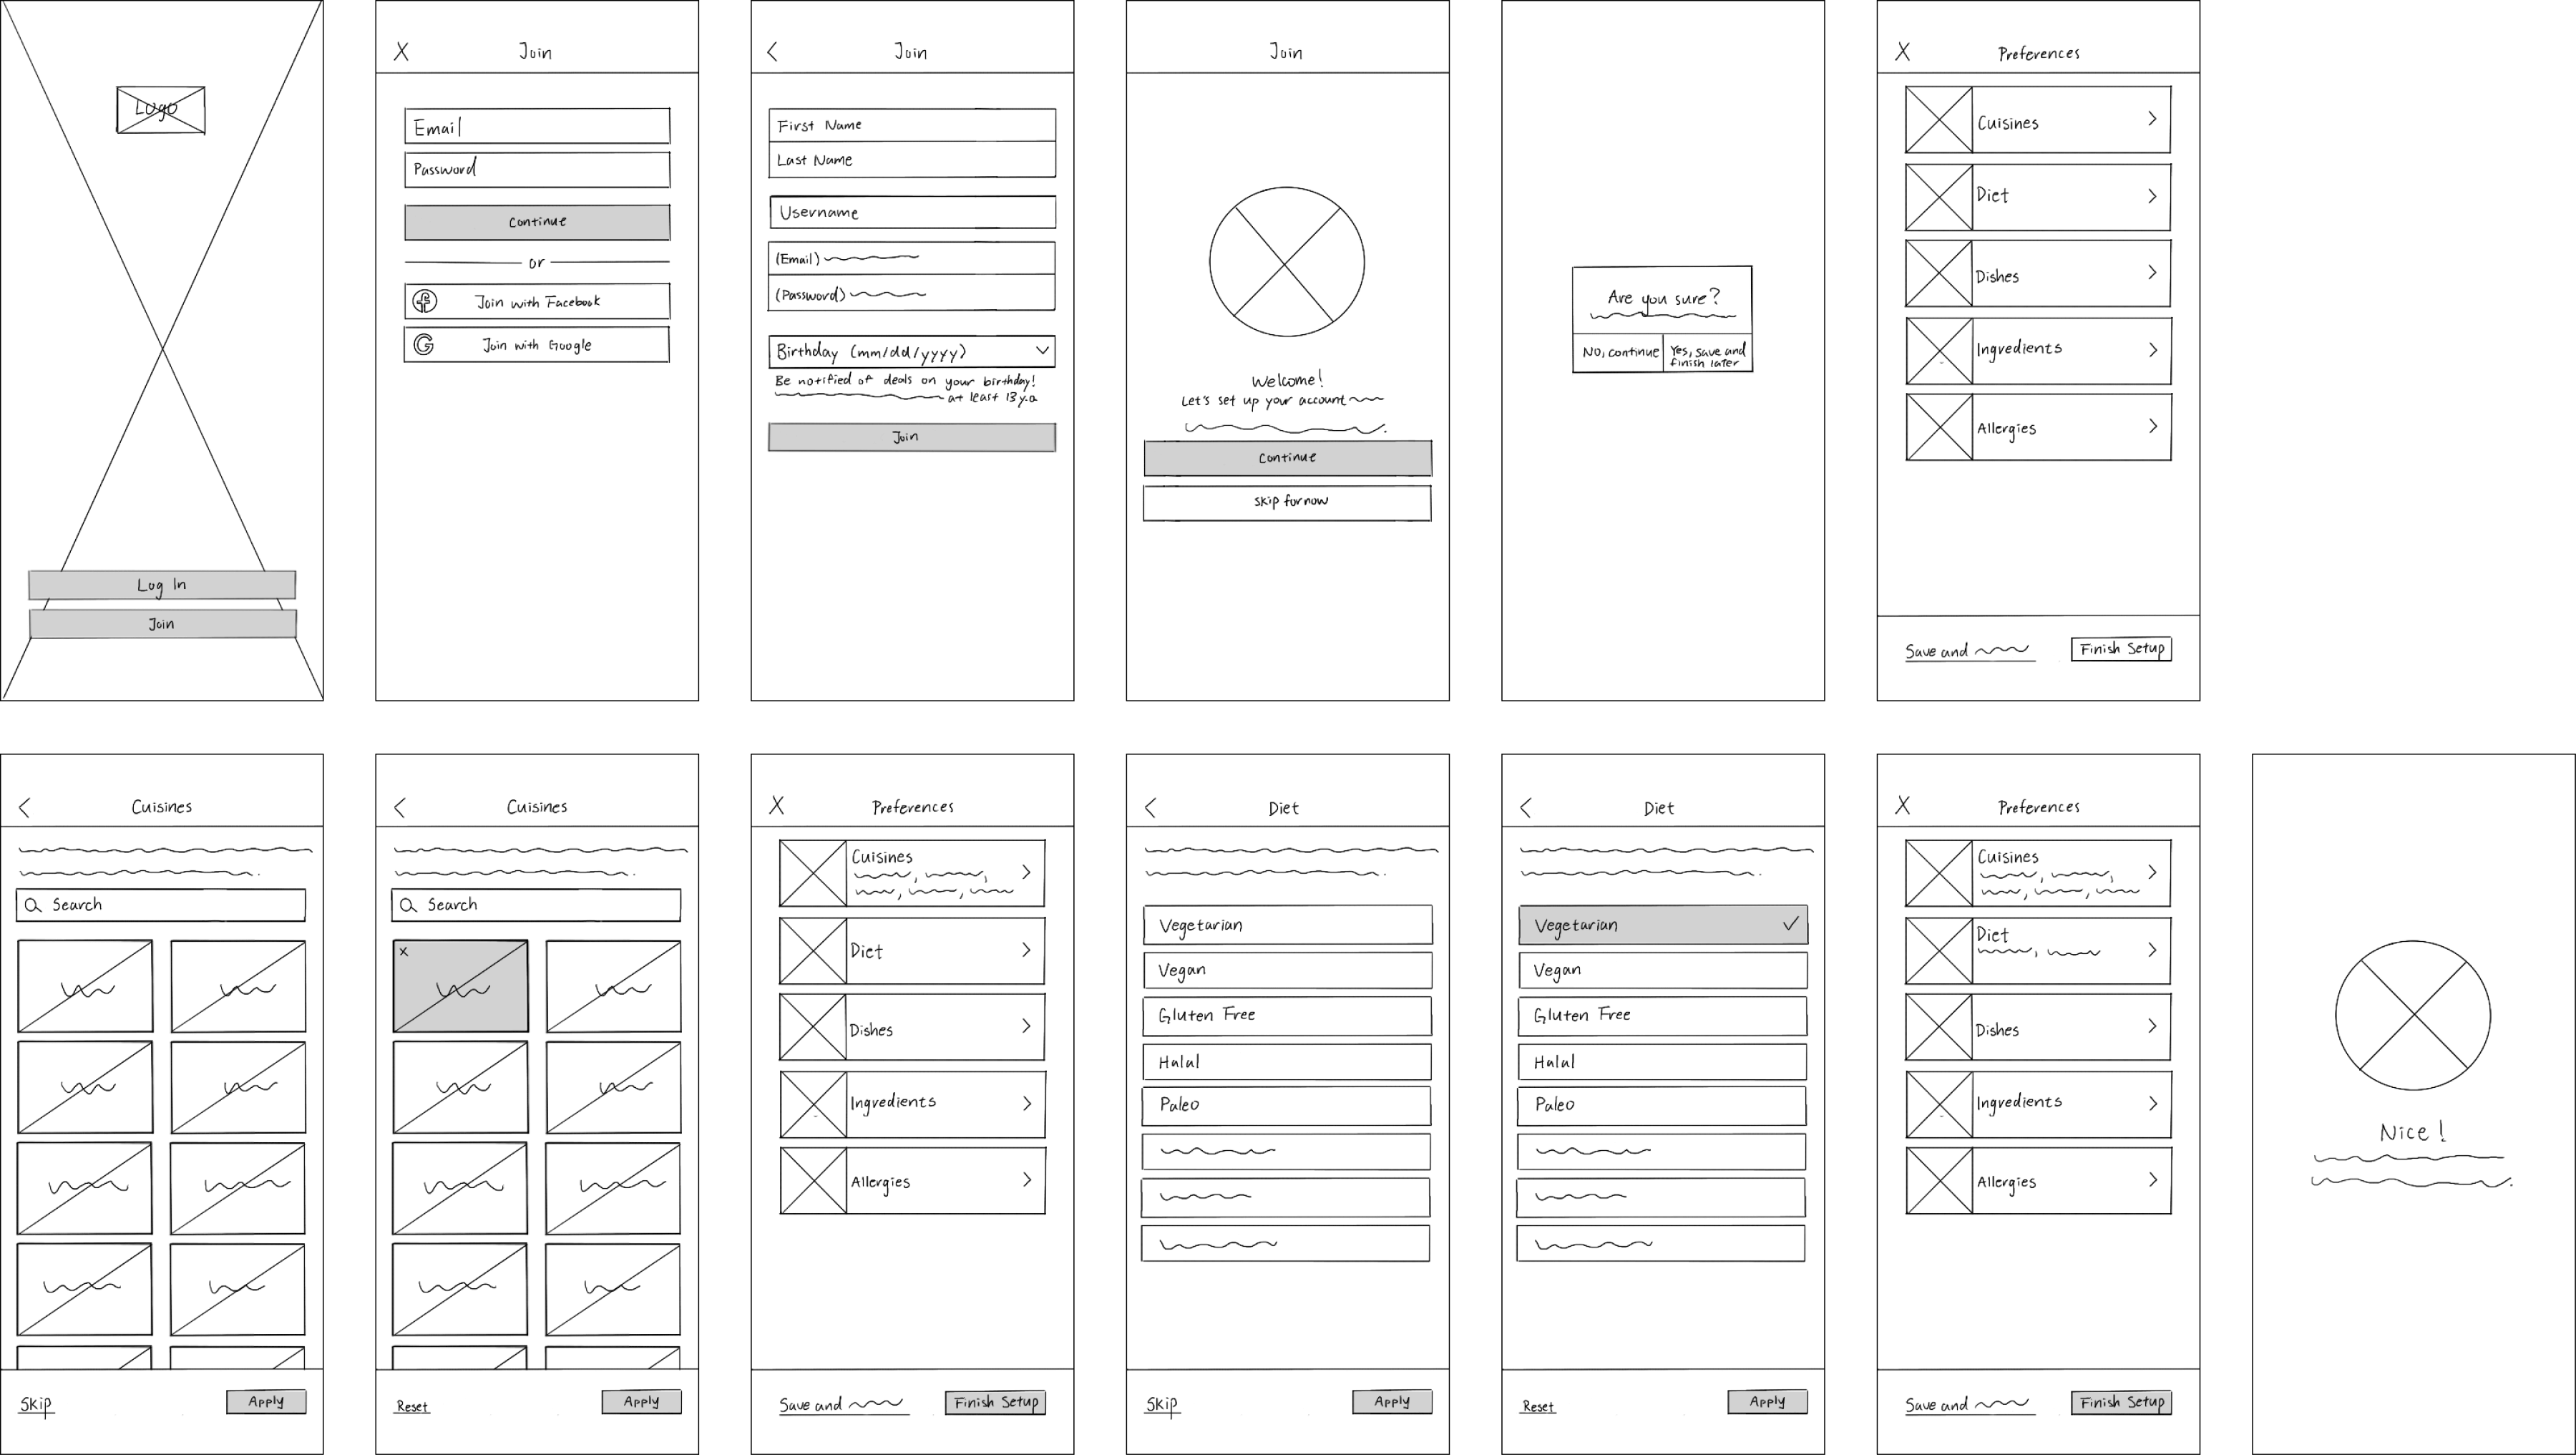 Logo
Log In
Join
X Join
Email
Password
Continue
or
Join with Facebook
G Join with Google
Join
First Name
Last Name
Username
(Email)
(Password)
Birthday (mm/dd/yyyy)
Be notified of deals on your birthday!
at least 13 y.o
Join
Join
Welcome!
Let's set up your account
Continue
Skip for now
Are you sure?
No, continue
Yes, save and
finish later
X Preferences
Cuisines
Diet
Dishes
Ingredients
Allergies
Save and
Finish Setup
Cuisines
Search
Skip
Apply
Cuisines
Search
x
Reset
Apply
X Preferences
Cuisines
Diet
Dishes
Ingredients
Allergies
Save and
Finish Setup
Diet
Vegetarian
Vegan
Gluten Free
Halal
Paleo
Skip
Apply
Diet
Vegetarian
Vegan
Gluten Free
Halal
Paleo
Reset
Apply
X Preferences
Cuisines
Diet
Dishes
Ingredients
Allergies
Save and
Finish Setup
Nice!